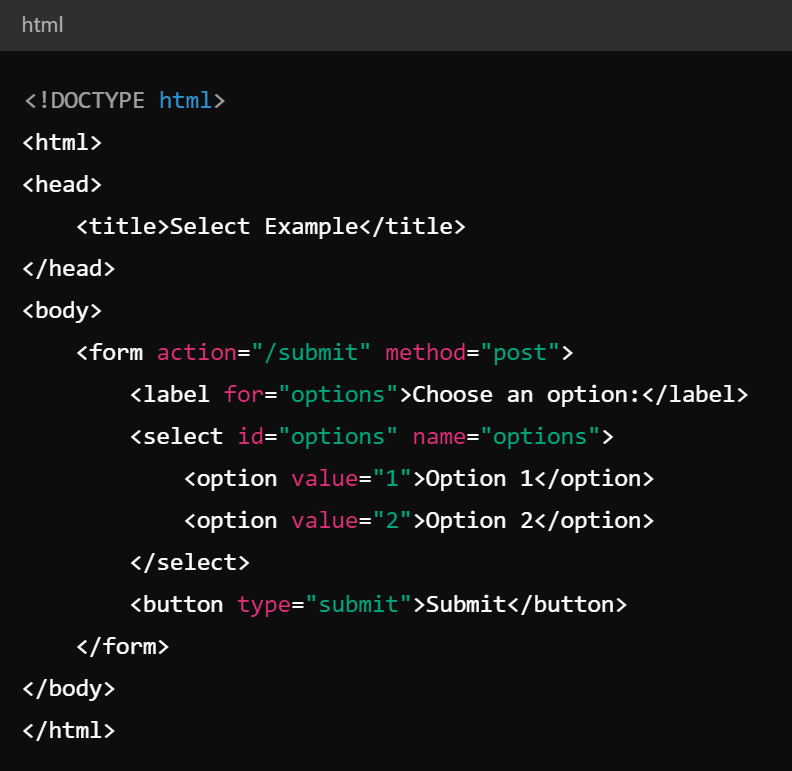 html
<!DOCTYPE html>
<html>
<head>
    <title>Select Example</title>
</head>
<body>
    <form action="/submit" method="post">
        <label for="options">Choose an option:</label>
        <select id="options" name="options">
            <option value="1">Option 1</option>
            <option value="2">Option 2</option>
        </select>
        <button type="submit">Submit</button>
    </form>
</body>
</html>